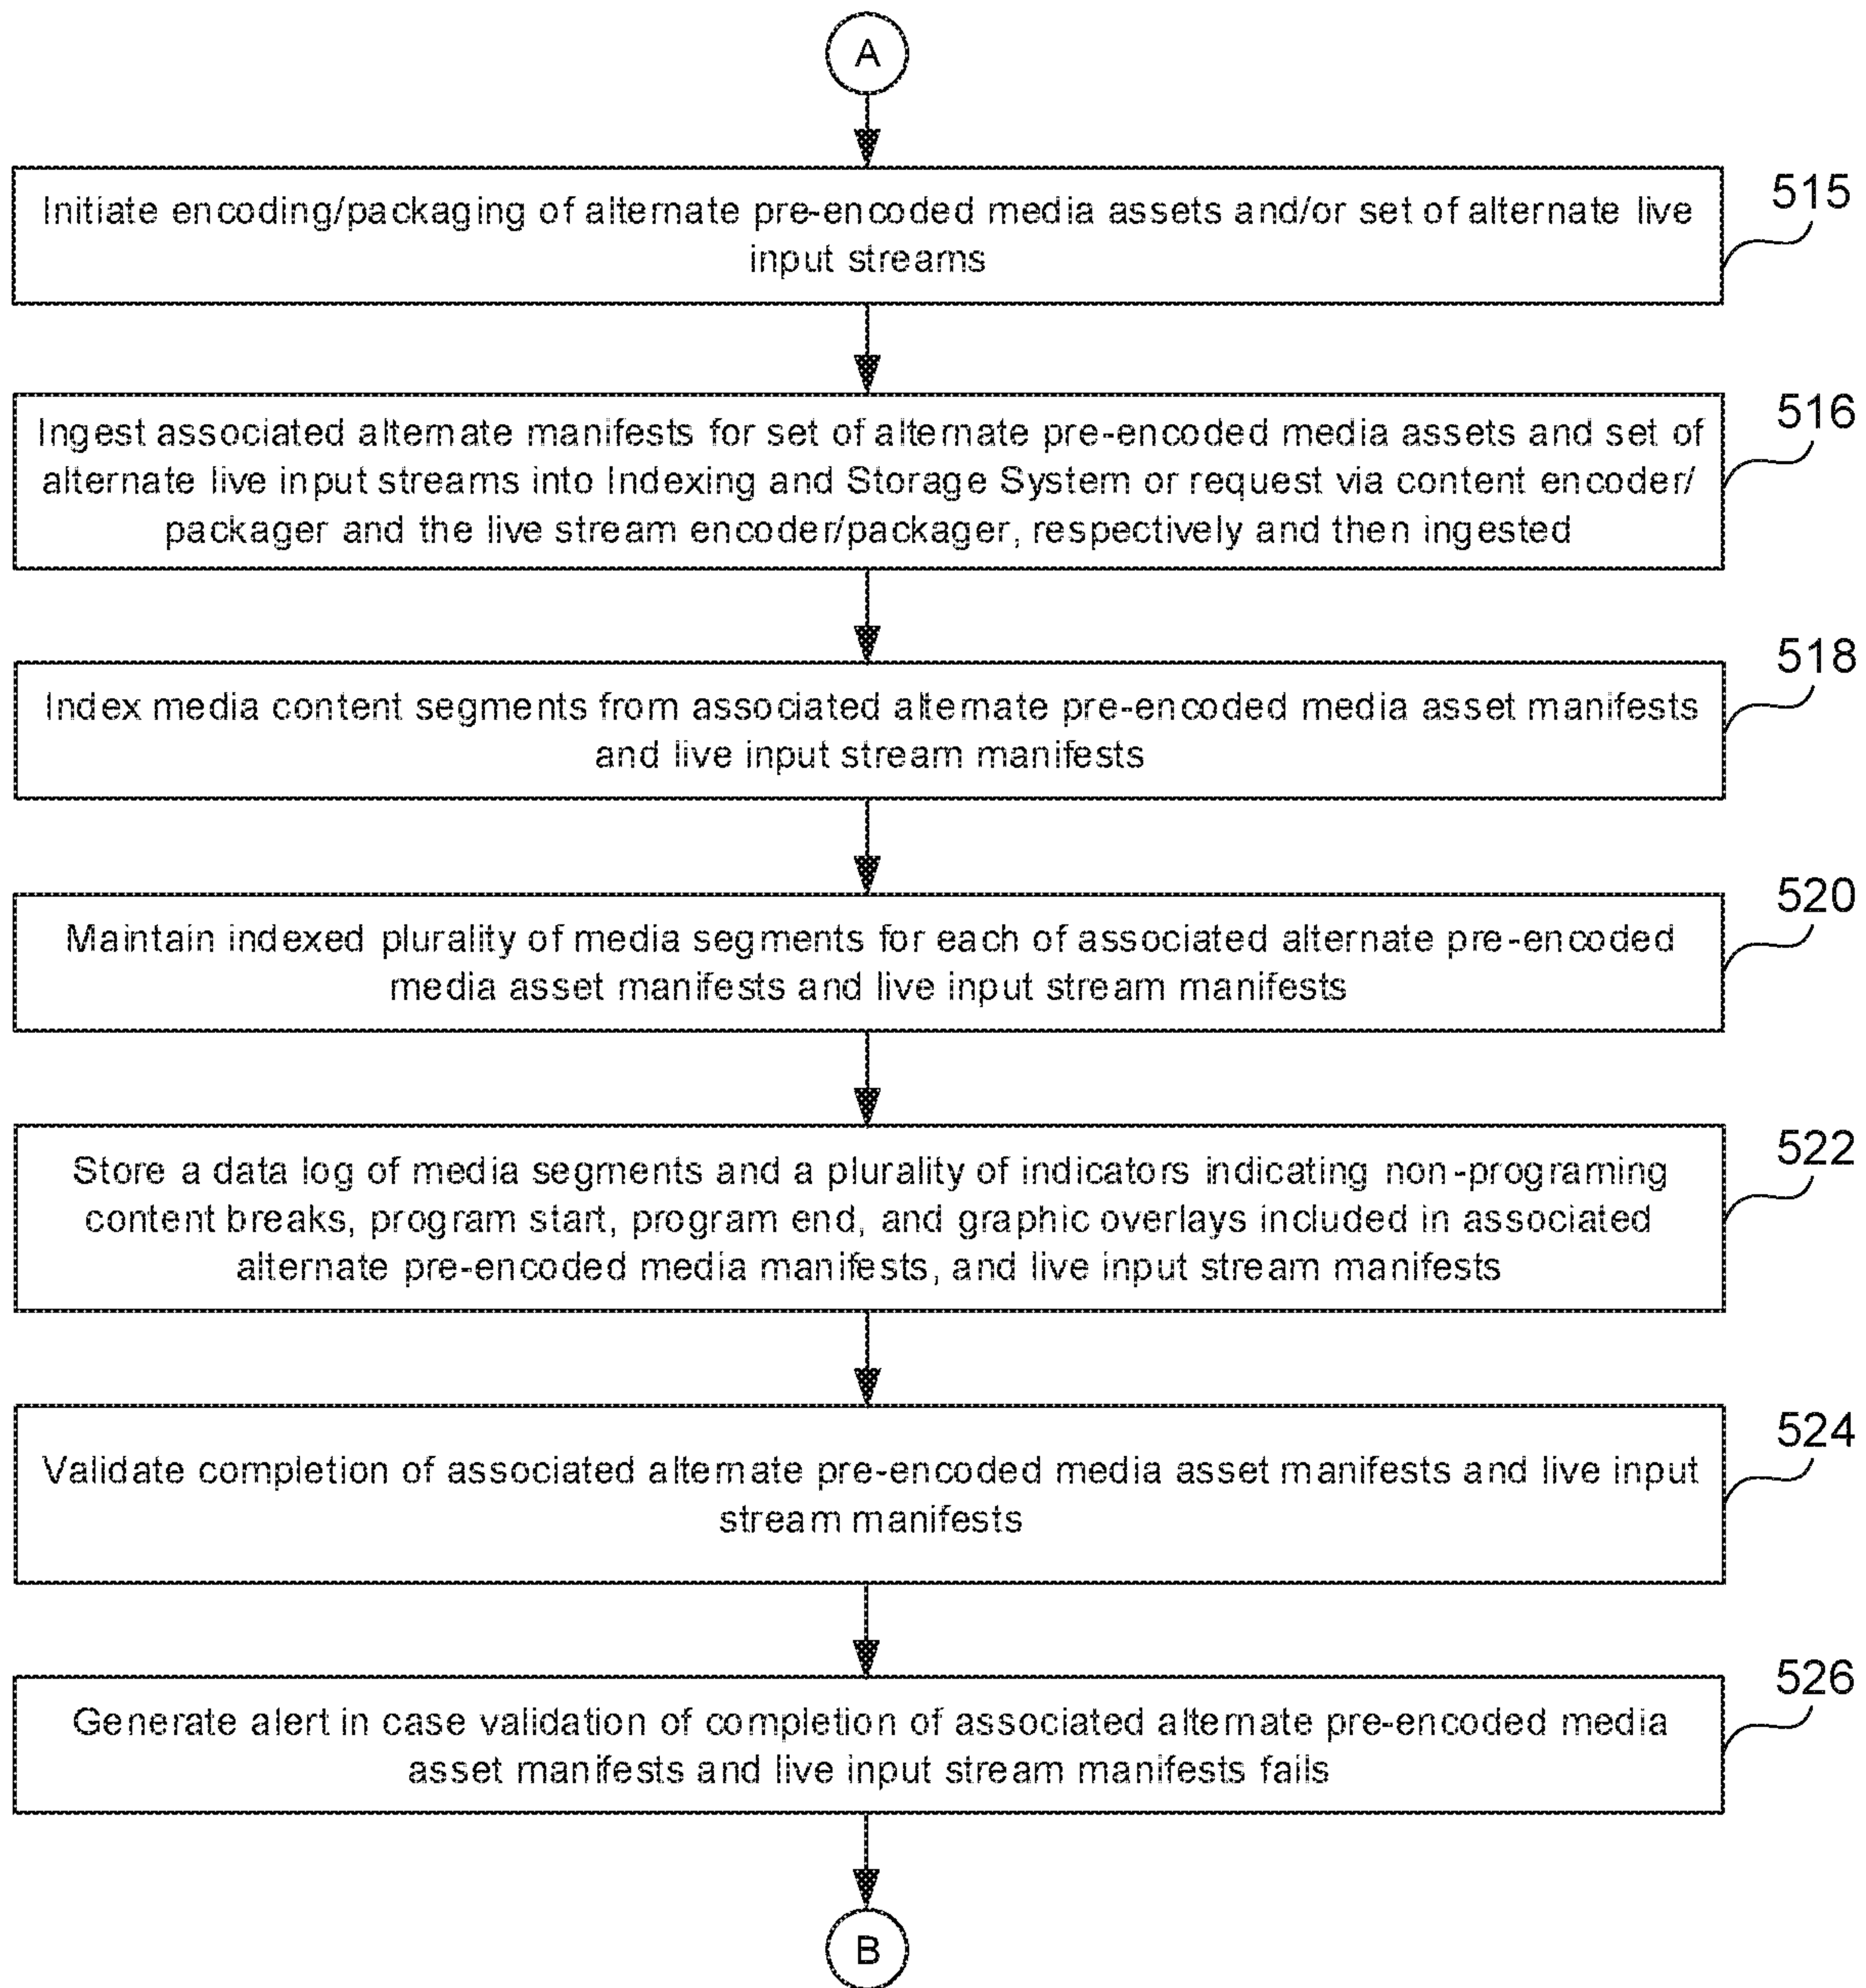 A
Initiate encoding/packaging of alternate pre-encoded media assets and/or set of alternate live
input streams
515
Ingest associated alternate manifests for set of alternate pre-encoded media assets and set of
alternate live input streams into Indexing and Storage System or request via content encoder/
packager and the live stream encoder/packager, respectively and then ingested
516
Index media content segments from associated alternate pre-encoded media asset manifests
and live input stream manifests
518
Maintain indexed plurality of media segments for each of associated alternate pre-encoded
media asset manifests and live input stream manifests
520
Store a data log of media segments and a plurality of indicators indicating non-programing
content breaks, program start, program end, and graphic overlays included in associated
alternate pre-encoded media manifests, and live input stream manifests
522
Validate completion of associated alternate pre-encoded media asset manifests and live input
stream manifests
524
Generate alert in case validation of completion of associated alternate pre-encoded media
asset manifests and live input stream manifests fails
526
B